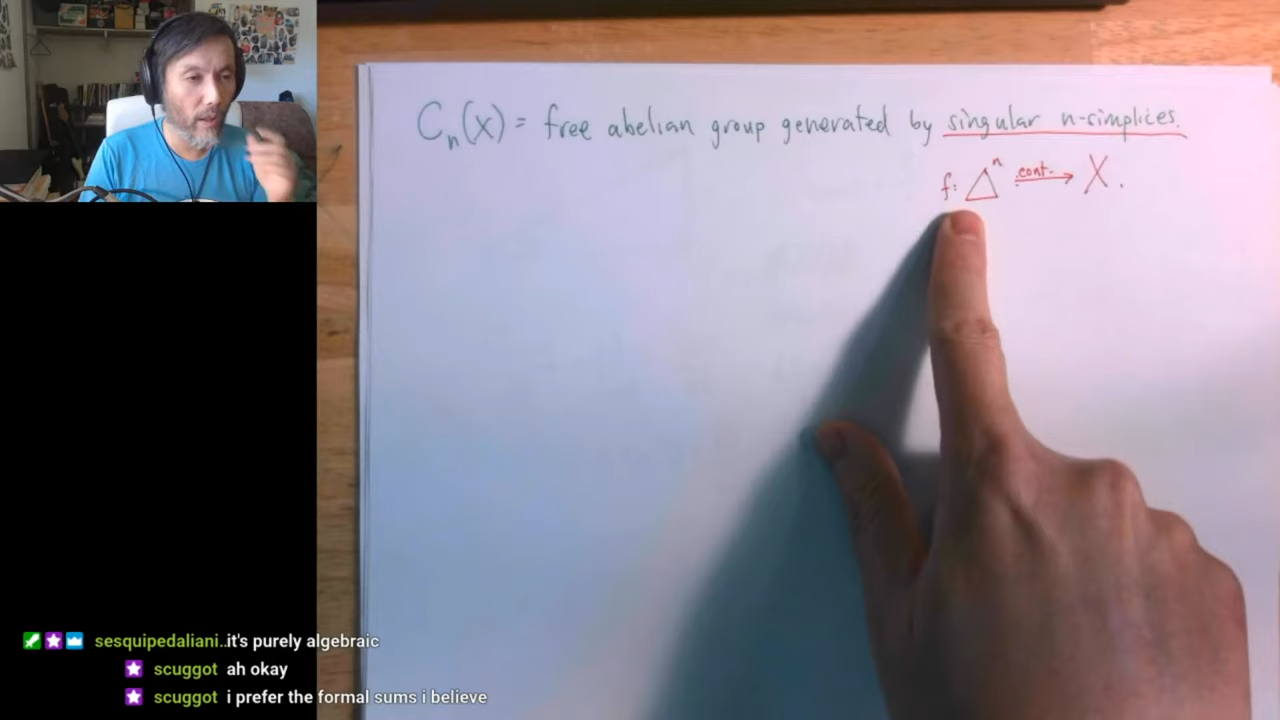 Cn(X) = free abelian group generated by singular n-simplices.
f: Δ^n cont. → X.
sesquipedaliani..it's purely algebraic
scuggot ah okay
scuggot i prefer the formal sums i believe